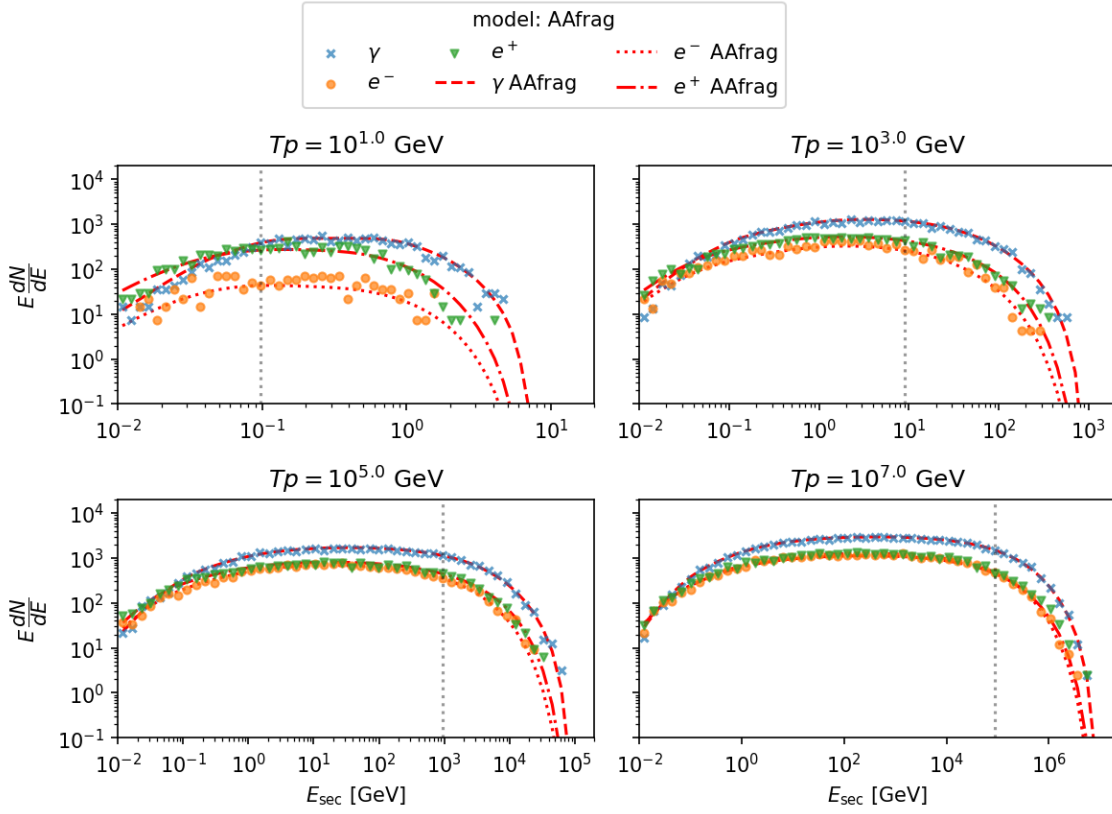 model: AAfrag
γ e⁺ e⁻ AAfrag
e⁻ γ AAfrag e⁺ AAfrag
Tp = 10^{1.0} GeV Tp = 10^{3.0} GeV
10⁴
10³
10²
10¹
10⁰
10⁻¹
E dN/dE
10⁻² 10⁻¹ 10⁰ 10¹
10⁻² 10⁻¹ 10⁰ 10¹ 10² 10³
Tp = 10^{5.0} GeV Tp = 10^{7.0} GeV
10⁴
10³
10²
10¹
10⁰
10⁻¹
E dN/dE
10⁻² 10⁻¹ 10⁰ 10¹ 10² 10³ 10⁴ 10⁵
10⁻² 10⁰ 10² 10⁴ 10⁶
E_sec [GeV] E_sec [GeV]